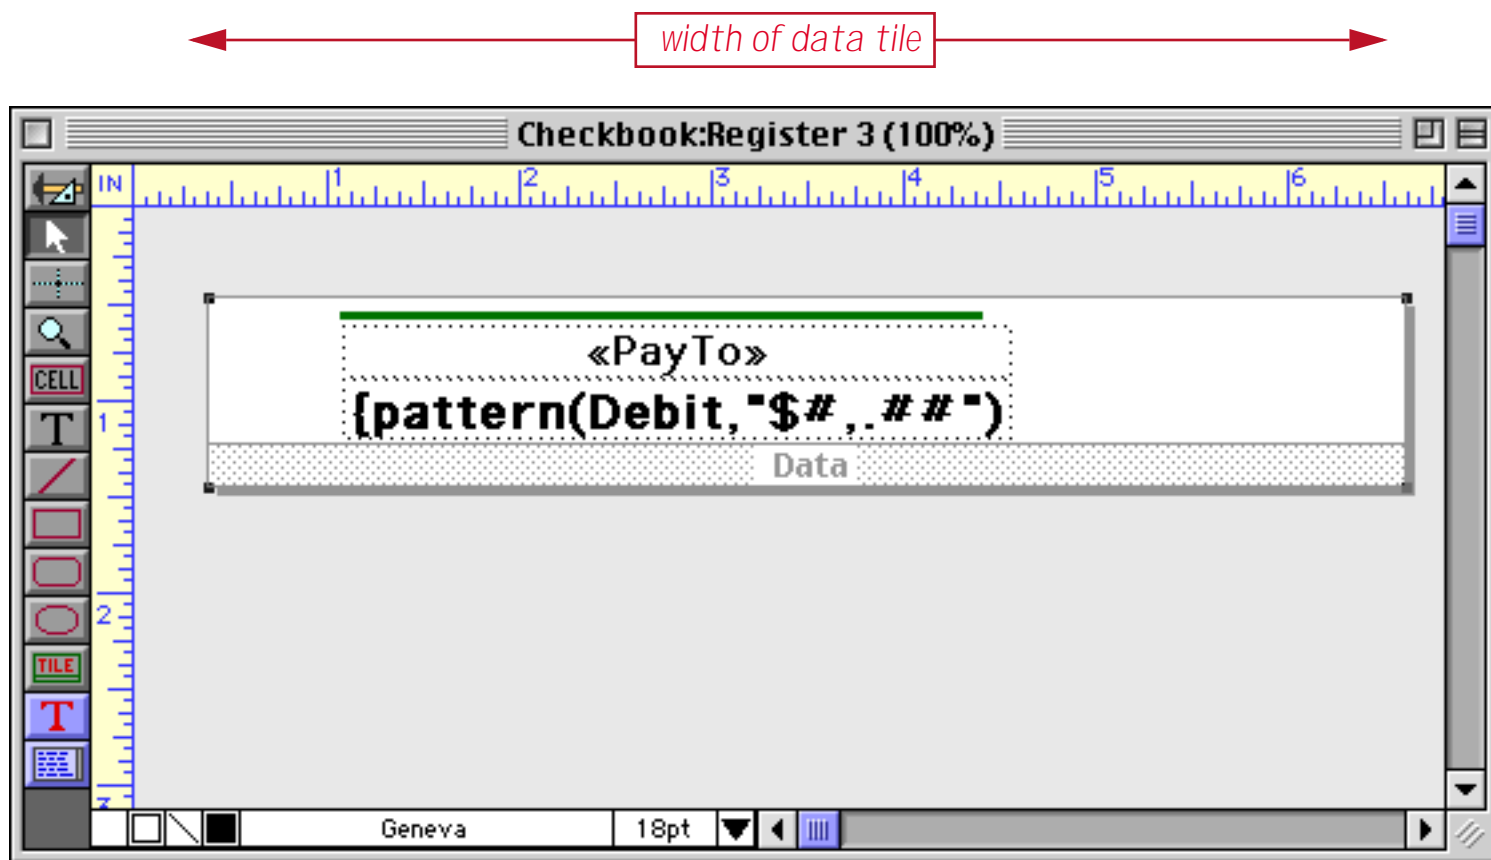 width of data tile
Checkbook:Register 3 (100%)
IN 1 2 3 4 5 6
«PayTo»
CELL
{pattern(Debit,"$#,.##")
T
1
Data
2
TILE
T
3
Geneva 18pt